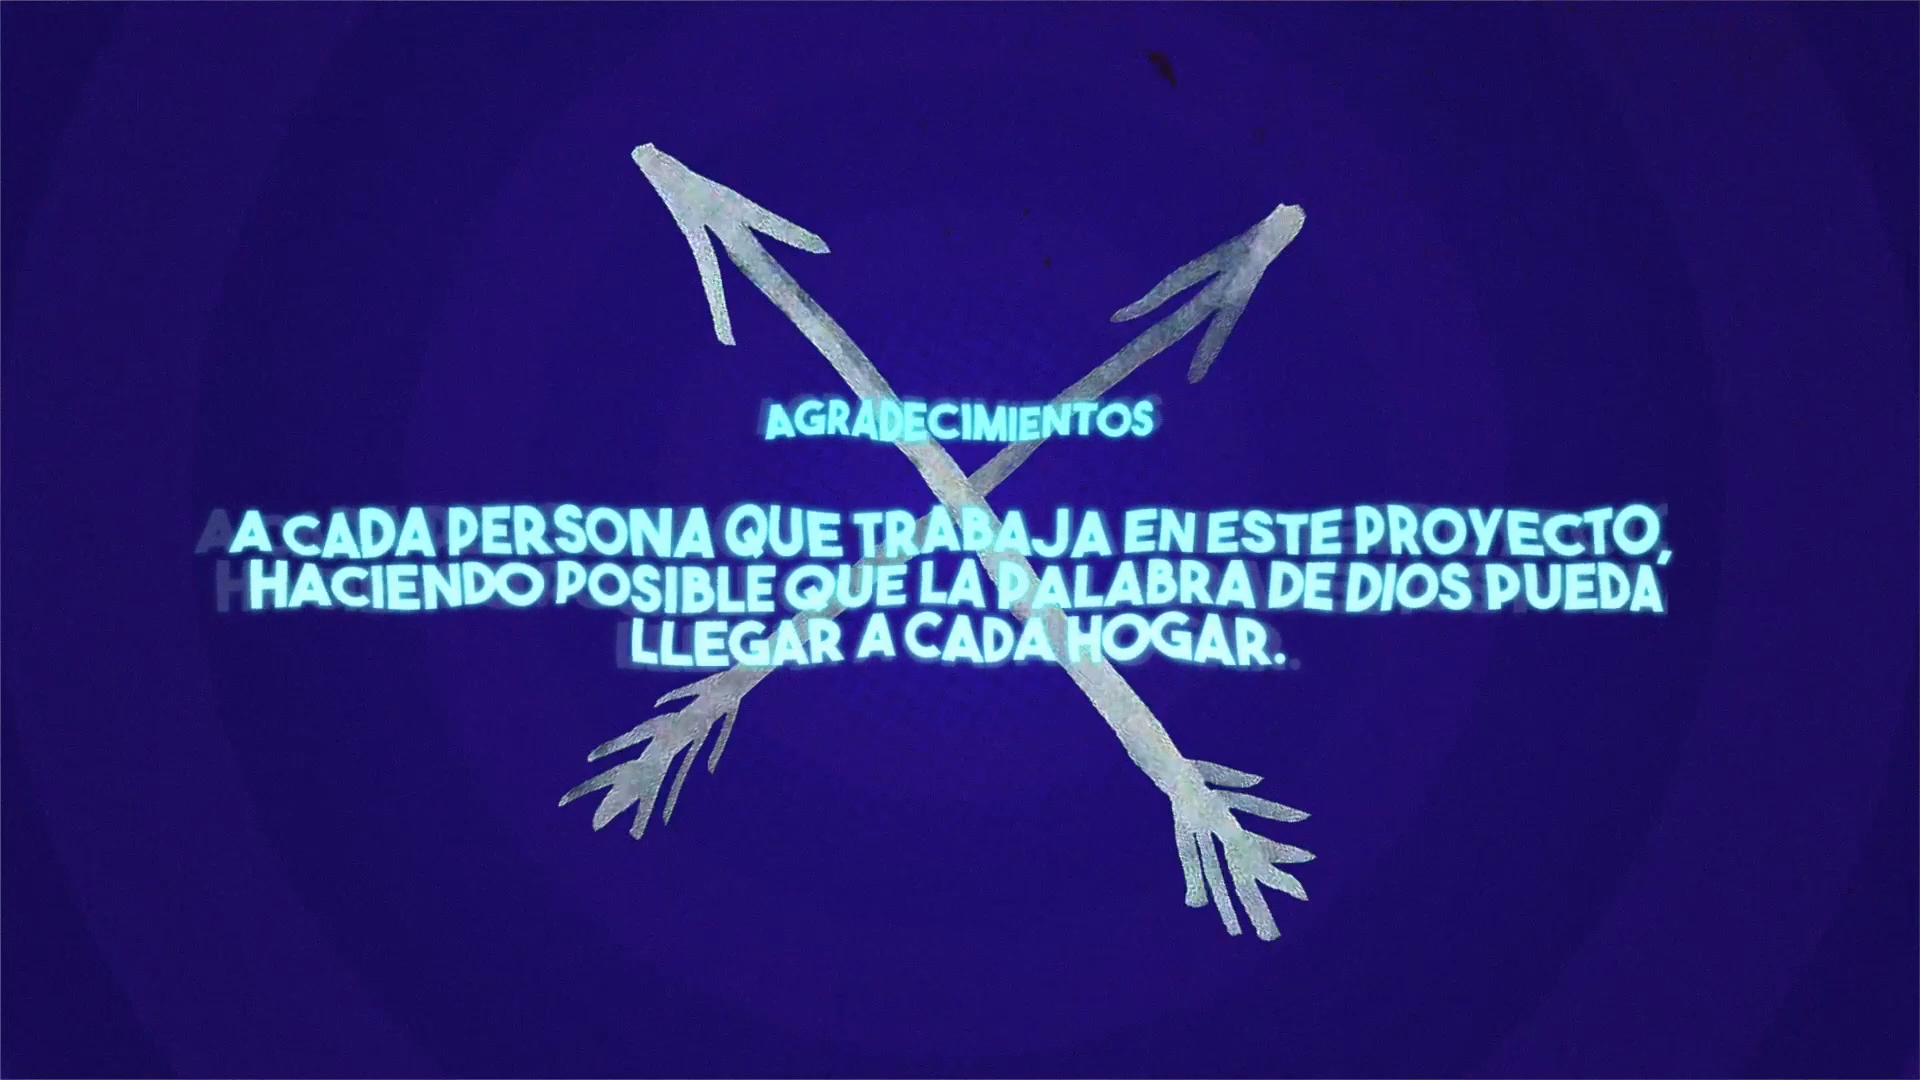 AGRADECIMIENTOS
A CADA PERSONA QUE TRABAJA EN ESTE PROYECTO,
HACIENDO POSIBLE QUE LA PALABRA DE DIOS PUEDA
LLEGAR A CADA HOGAR.